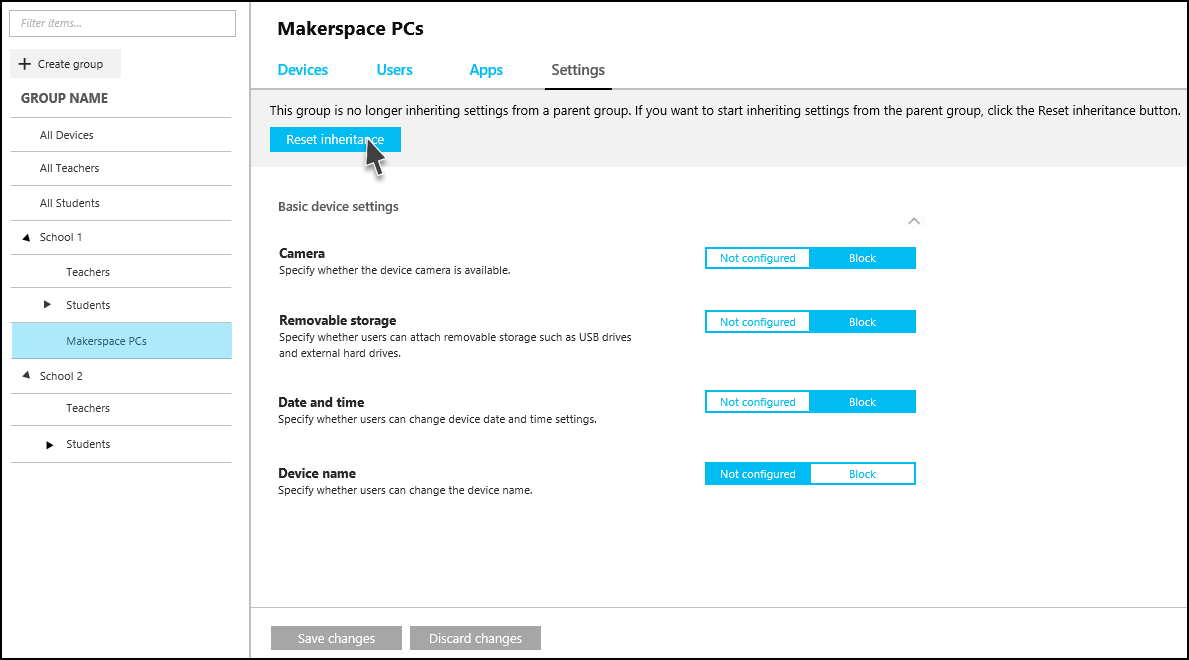 Filter items...
Create group
GROUP NAME
All Devices
All Teachers
All Students
School 1
Teachers
Students
Makerspace PCs
School 2
Teachers
Students
Makerspace PCs
Devices Users Apps Settings
This group is no longer inheriting settings from a parent group. If you want to start inheriting settings from the parent group, click the Reset inheritance button.
Reset inheritance
Basic device settings
Camera
Specify whether the device camera is available.
Not configured Block
Removable storage
Specify whether users can attach removable storage such as USB drives
and external hard drives.
Not configured Block
Date and time
Specify whether users can change device date and time settings.
Not configured Block
Device name
Specify whether users can change the device name.
Not configured Block
Save changes Discard changes